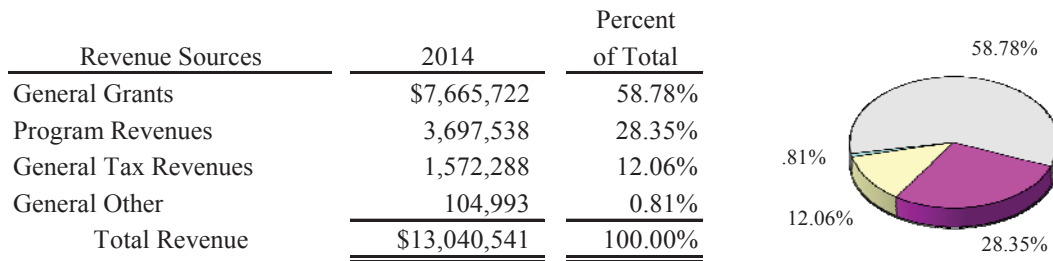 Percent
Revenue Sources 2014 of Total
General Grants $7,665,722 58.78%
Program Revenues 3,697,538 28.35%
General Tax Revenues 1,572,288 12.06%
General Other 104,993 0.81%
Total Revenue $13,040,541 100.00%
58.78%
.81%
12.06%
28.35%